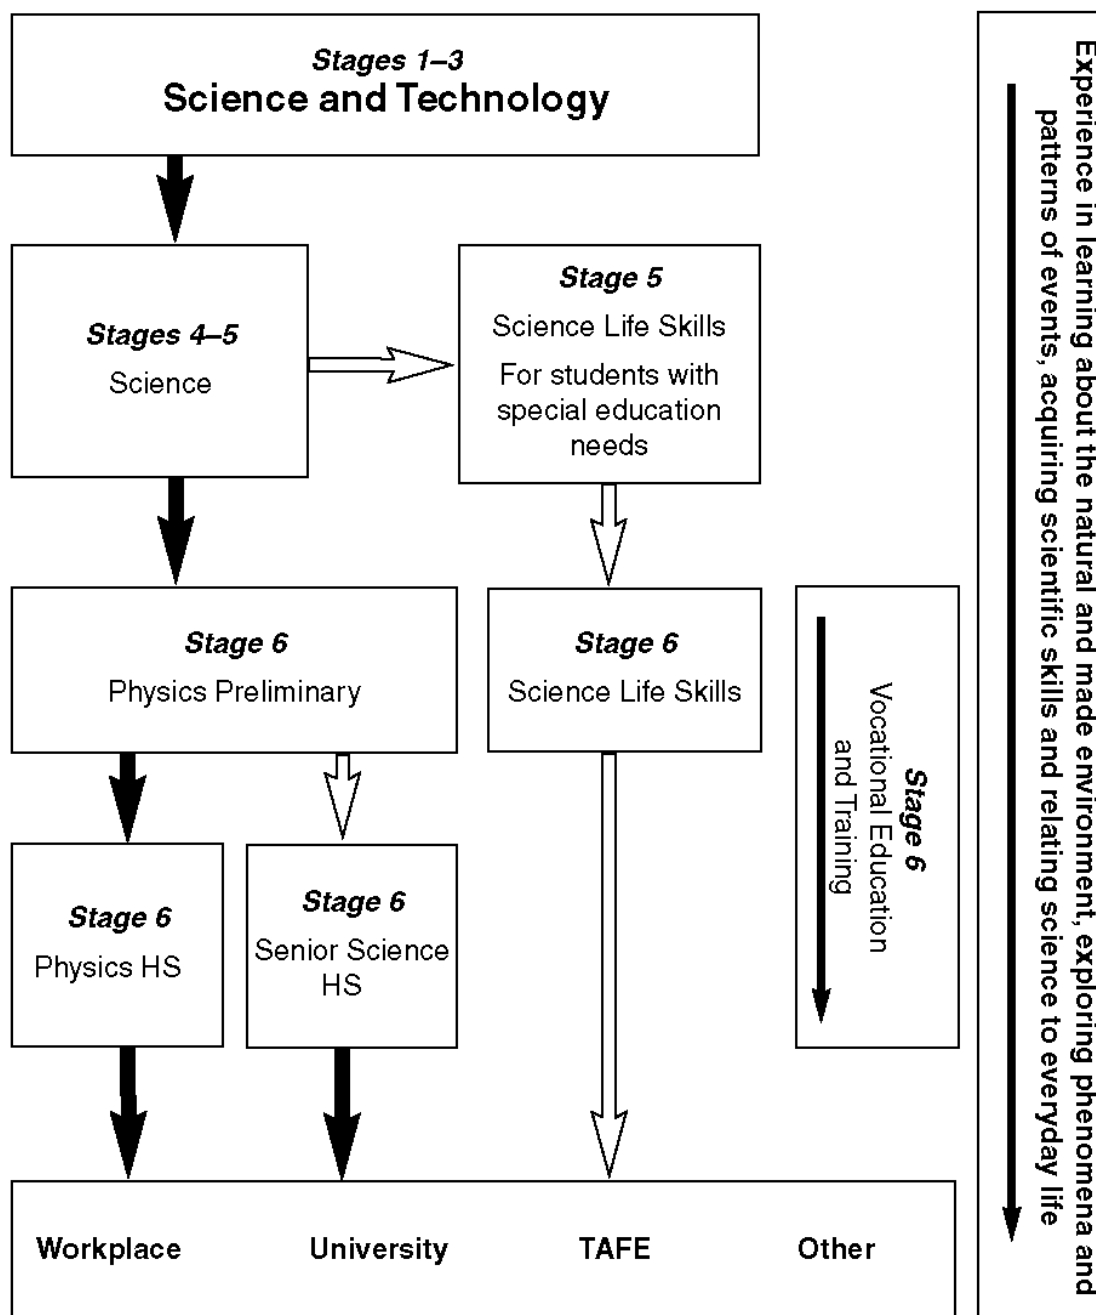 Stages 1–3
Science and Technology
Stages 4–5
Science
Stage 5
Science Life Skills
For students with
special education
needs
Stage 6
Physics Preliminary
Stage 6
Science Life Skills
Stage 6
Vocational Education
and Training
Stage 6
Physics HS
Stage 6
Senior Science
HS
Workplace
University
TAFE
Other
Experience in learning about the natural and made environment, exploring phenomena and
patterns of events, acquiring scientific skills and relating science to everyday life